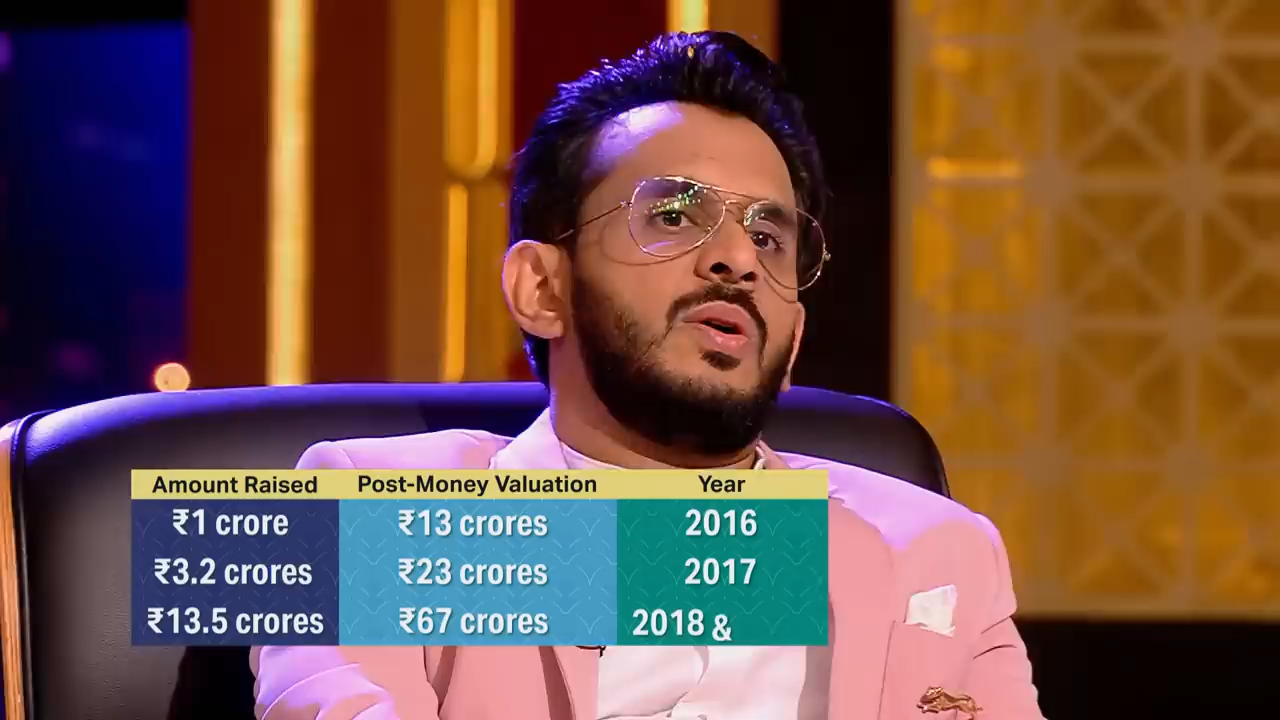 Amount Raised Post-Money Valuation Year
₹1 crore ₹13 crores 2016
₹3.2 crores ₹23 crores 2017
₹13.5 crores ₹67 crores 2018 &